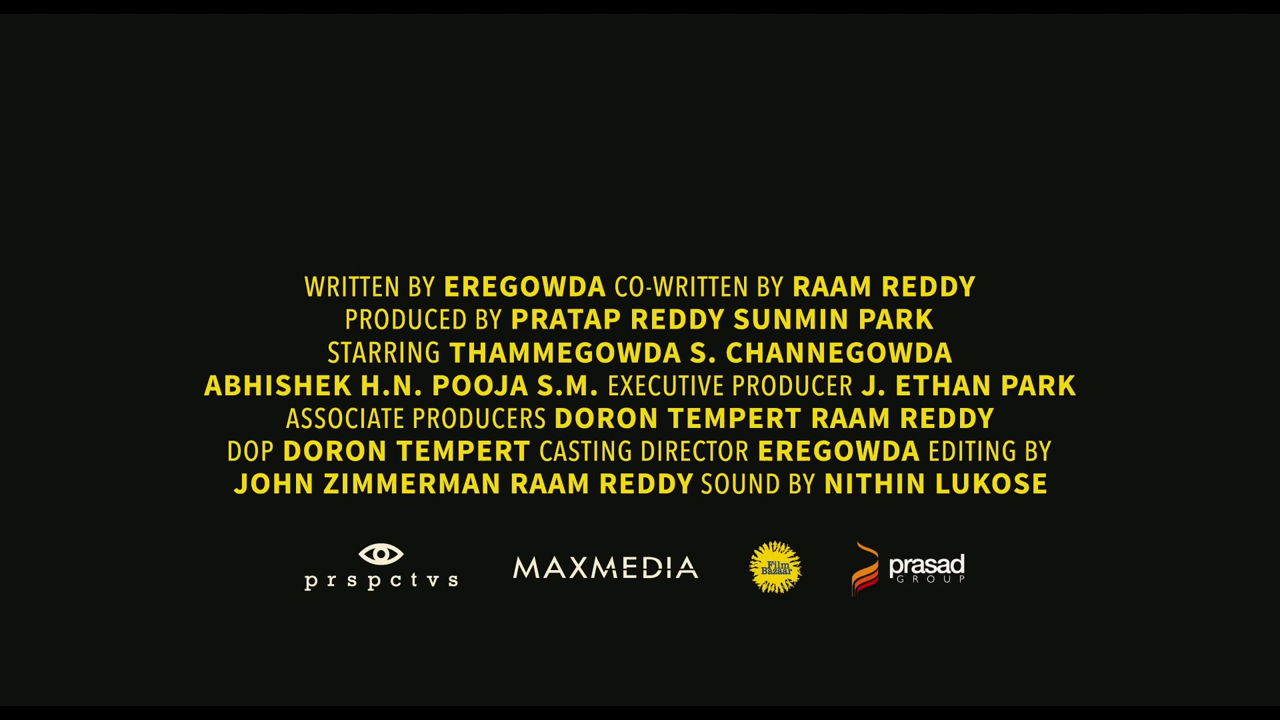 WRITTEN BY EREGOWDA CO-WRITTEN BY RAAM REDDY
PRODUCED BY PRATAP REDDY SUNMIN PARK
STARRING THAMMEGOWDA S. CHANNEGOWDA
ABHISHEK H.N. POOJA S.M. EXECUTIVE PRODUCER J. ETHAN PARK
ASSOCIATE PRODUCERS DORON TEMPERT RAAM REDDY
DOP DORON TEMPERT CASTING DIRECTOR EREGOWDA EDITING BY
JOHN ZIMMERMAN RAAM REDDY SOUND BY NITHIN LUKOSE
prspctvs
MAXMEDIA
Film
Bazaar
prasad
GROUP